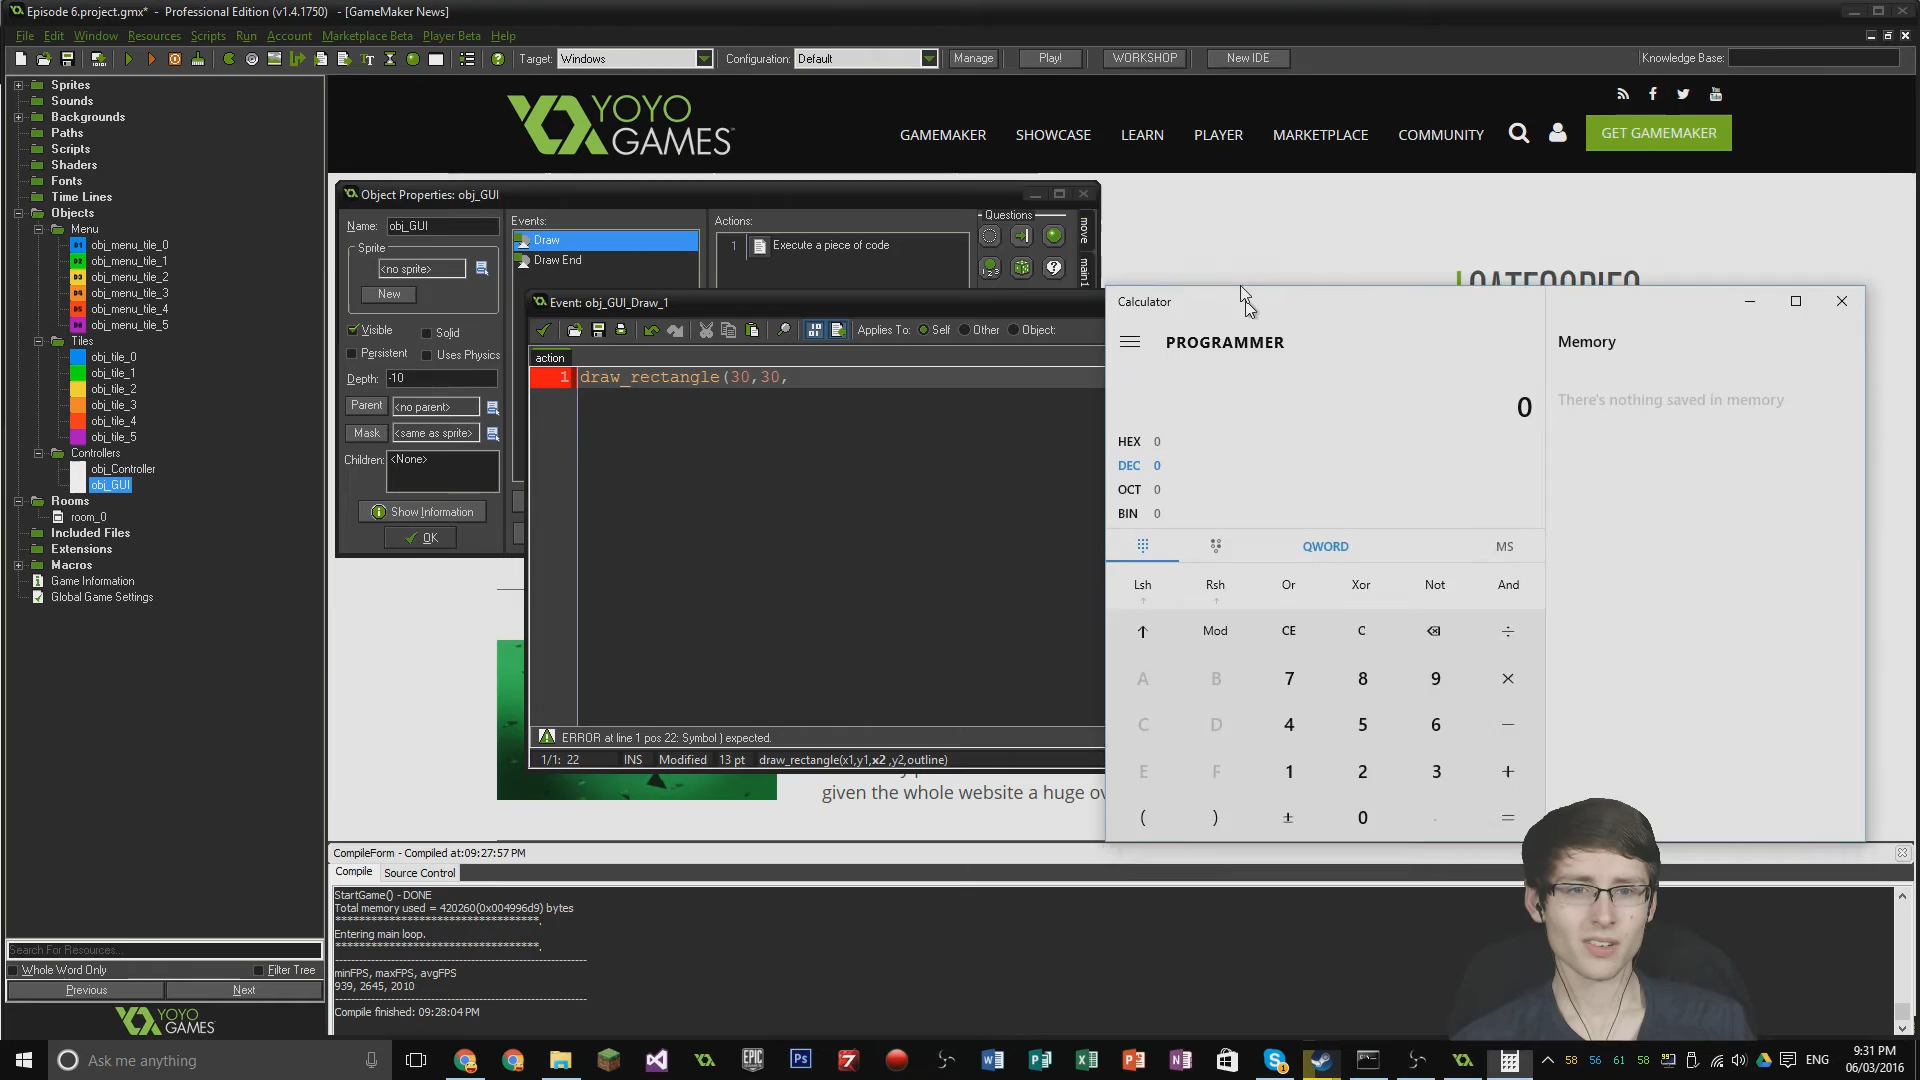 Episode 6.project.gmx* - Professional Edition (v1.4.1750) - [GameMaker News]
File Edit Window Resources Scripts Run Account Marketplace Beta Player Beta Help
Target: Windows Configuration: Default Manage Play! WORKSHOP New IDE Knowledge Base:
Sprites
Sounds
Backgrounds
Paths
Scripts
Shaders
Fonts
Time Lines
Objects
Menu
obj_menu_tile_0
obj_menu_tile_1
obj_menu_tile_2
obj_menu_tile_3
obj_menu_tile_4
obj_menu_tile_5
Tiles
obj_tile_0
obj_tile_1
obj_tile_2
obj_tile_3
obj_tile_4
obj_tile_5
Controllers
obj_Controller
obj_GUI
Rooms
room_0
Included Files
Extensions
Macros
Game Information
Global Game Settings
Search For Resources...
Whole Word Only Filter Tree
Previous Next
YOYO
GAMES
YOYO
GAMES
GAMEMAKER SHOWCASE LEARN PLAYER MARKETPLACE COMMUNITY GET GAMEMAKER
Object Properties: obj_GUI
Name: obj_GUI
Sprite
<no sprite>
New
Visible Solid
Persistent Uses Physics
Depth: -10
Parent <no parent>
Mask <same as sprite>
Children: <None>
Show Information
OK
Events:
Draw
Draw End
Actions:
1 Execute a piece of code
Questions
move
main1
Event: obj_GUI_Draw_1
Applies To: Self Other Object:
action
1 draw_rectangle(30,30,
ERROR at line 1 pos 22: Symbol ) expected.
1/1: 22 INS Modified 13 pt draw_rectangle(x1,y1,x2 ,y2,outline)
given the whole website a huge ov
Calculator
PROGRAMMER
0
HEX 0
DEC 0
OCT 0
BIN 0
QWORD MS
Lsh Rsh Or Xor Not And
↑ Mod CE C ÷
A B 7 8 9 ×
C D 4 5 6 −
E F 1 2 3 +
( ) ± 0 . =
Memory
There's nothing saved in memory
CompileForm - Compiled at:09:27:57 PM
Compile Source Control
StartGame() - DONE
Total memory used = 420260(0x004996d9) bytes
Entering main loop.
minFPS, maxFPS, avgFPS
939, 2645, 2010
Compile finished: 09:28:04 PM
Ask me anything
58 56 61 58 ENG
9:31 PM
06/03/2016